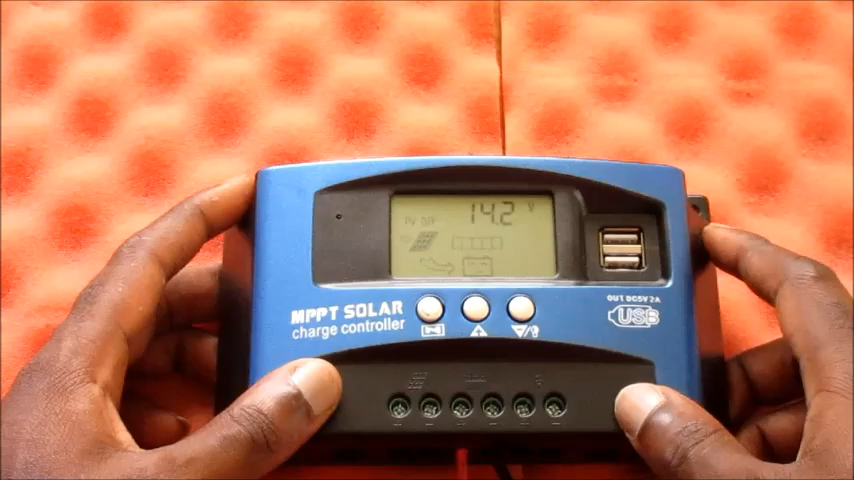 14.2 V
PV OFF
MPPT SOLAR
charge controller
OUT DC5V 2A
USB